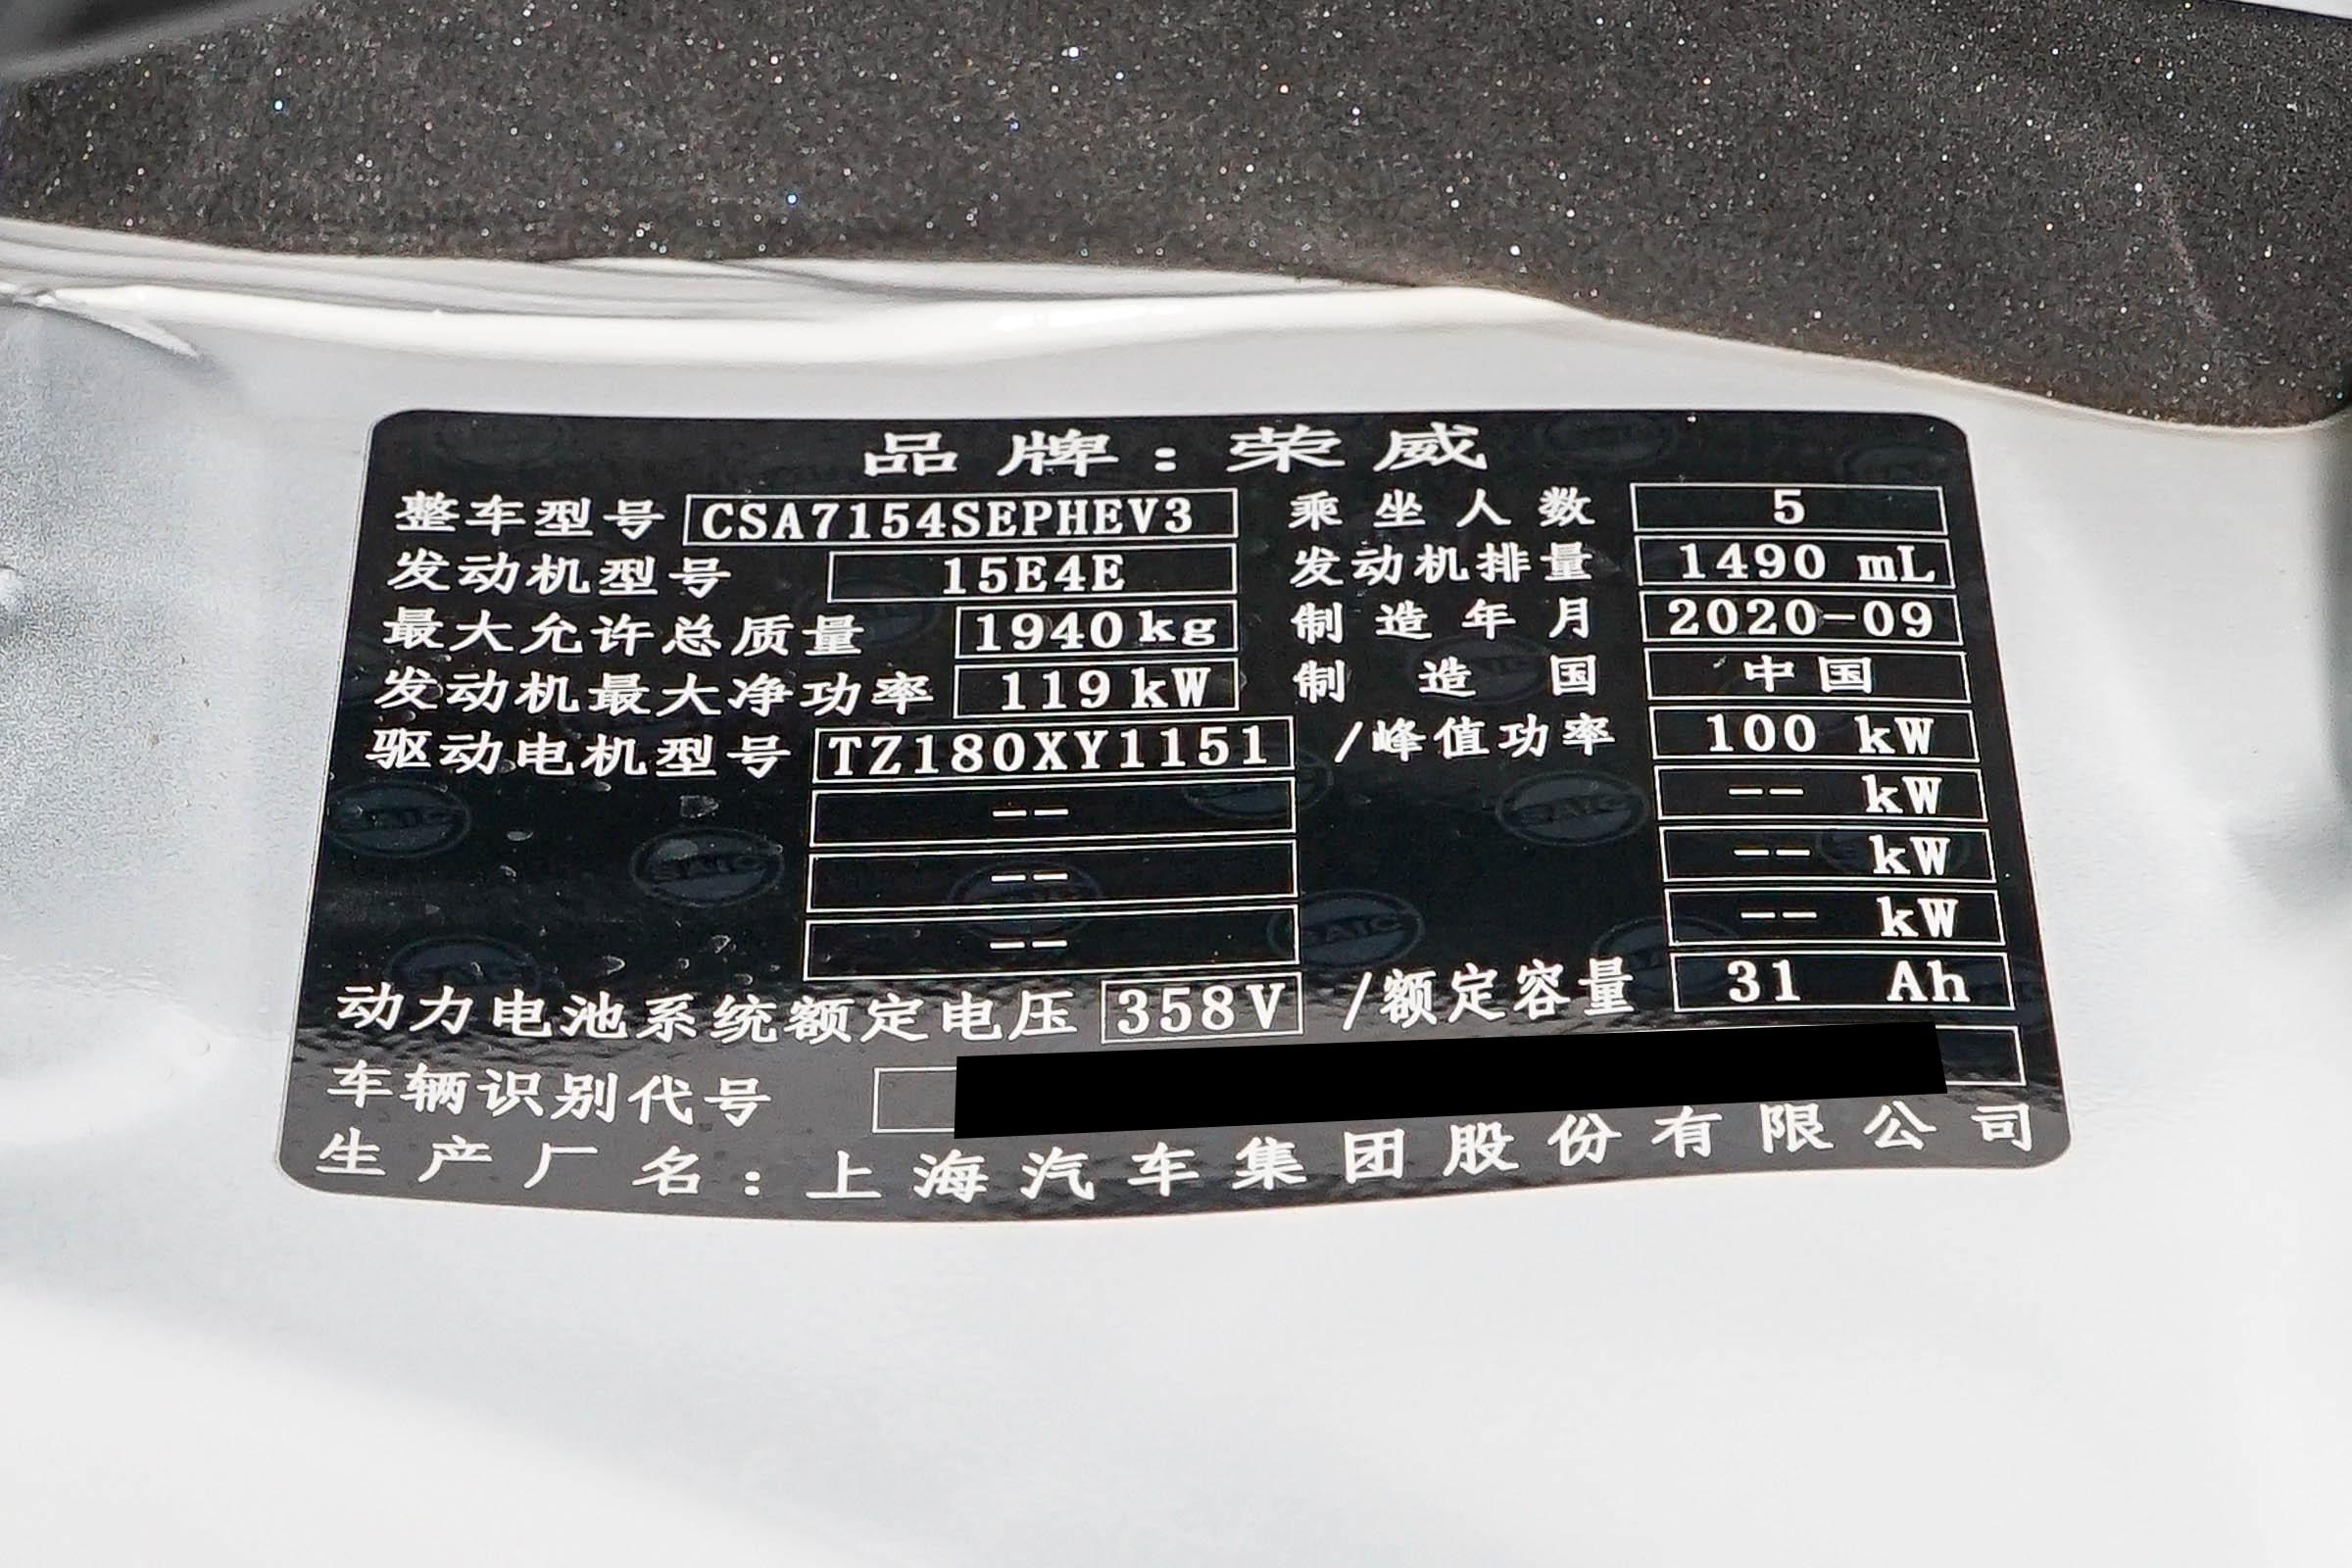 品牌：荣威
整车型号 CSA7154SEPHEV3 乘坐人数 5
发动机型号 15E4E 发动机排量 1490 mL
最大允许总质量 1940kg 制造年月 2020-09
发动机最大净功率 119kW 制造国 中国
驱动电机型号 TZ180XY1151 /峰值功率 100 kW
-- -- kW
-- -- kW
-- -- kW
动力电池系统额定电压 358V /额定容量 31 Ah
车辆识别代号
生产厂名：上海汽车集团股份有限公司